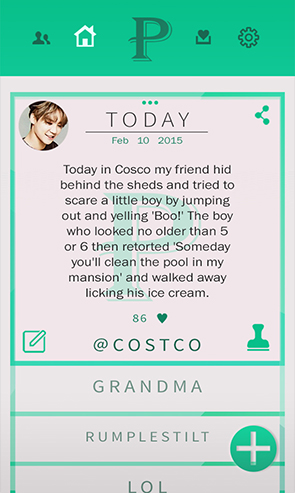 P
TODAY
Feb 10 2015
Today in Cosco my friend hid
behind the sheds and tried to
scare a little boy by jumping
out and yelling 'Boo!' The boy
who looked no older than 5
or 6 then retorted 'Someday
you'll clean the pool in my
mansion' and walked away
licking his ice cream.
P
86
@COSTCO
GRANDMA
RUMPLESTILT
LOL